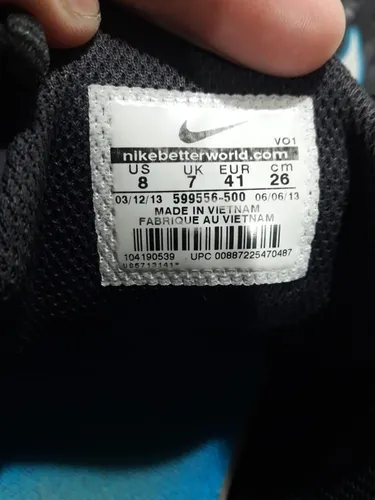 VO1
nikebetterworld.com
US UK EUR cm
8 7 41 26
03/12/13 599556-500 06/06/13
MADE IN VIETNAM
FABRIQUE AU VIETNAM
104190539 UPC 00887225470487